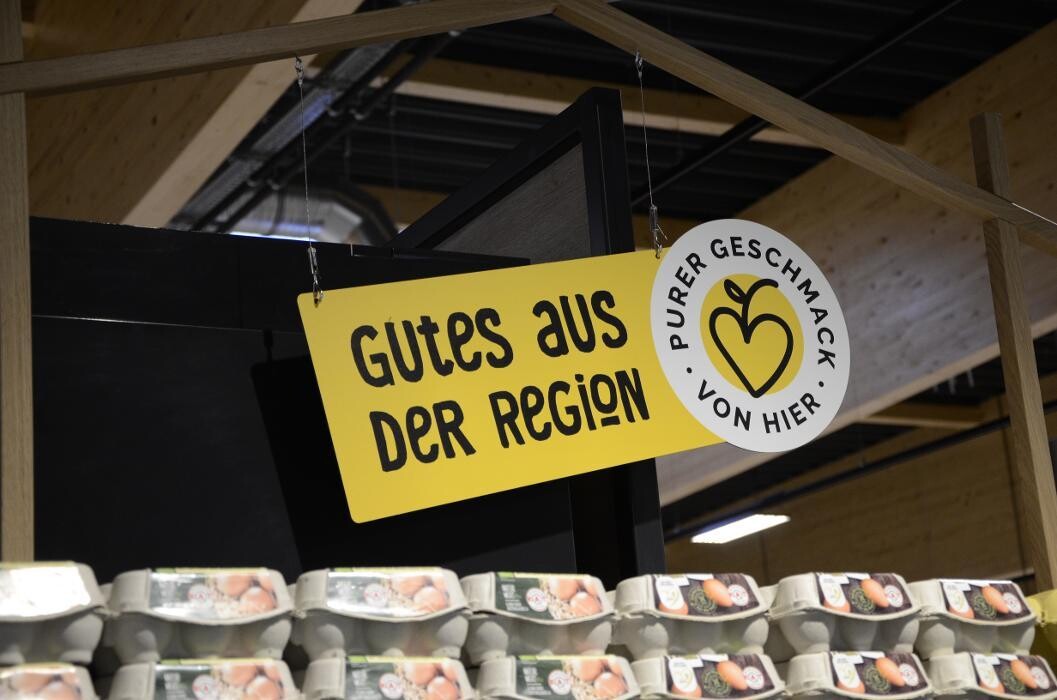 Gutes aus
der Region
PURER GESCHMACK
· VON HIER ·